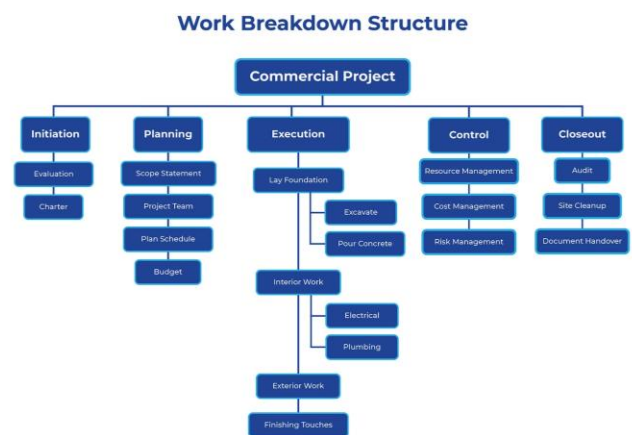 Work Breakdown Structure
Commercial Project
Initiation
Evaluation
Charter
Planning
Scope Statement
Project Team
Plan Schedule
Budget
Execution
Lay Foundation
Excavate
Pour Concrete
Interior Work
Electrical
Plumbing
Exterior Work
Finishing Touches
Control
Resource Management
Cost Management
Risk Management
Closeout
Audit
Site Cleanup
Document Handover